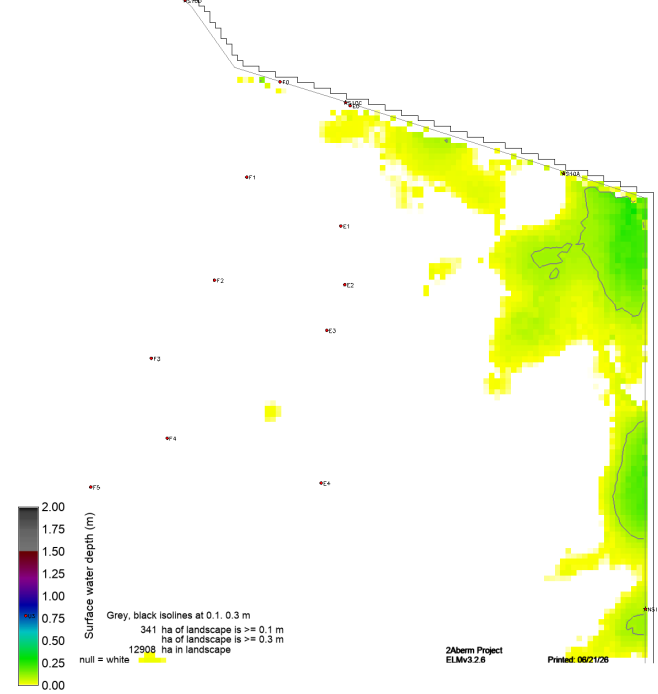 S10D
F0
S10C
E0
S10A
F1
E1
F2
E2
E3
F3
F4
F5
E4
2.00
1.75
1.50
1.25
1.00
0.75
0.50
0.25
0.00
Surface water depth (m)
Grey, black isolines at 0.1, 0.3 m
341 ha of landscape is >= 0.1 m
ha of landscape is >= 0.3 m
12908 ha in landscape
null = white
2Aberm Project
ELMv3.2.6
Printed: 06/21/26